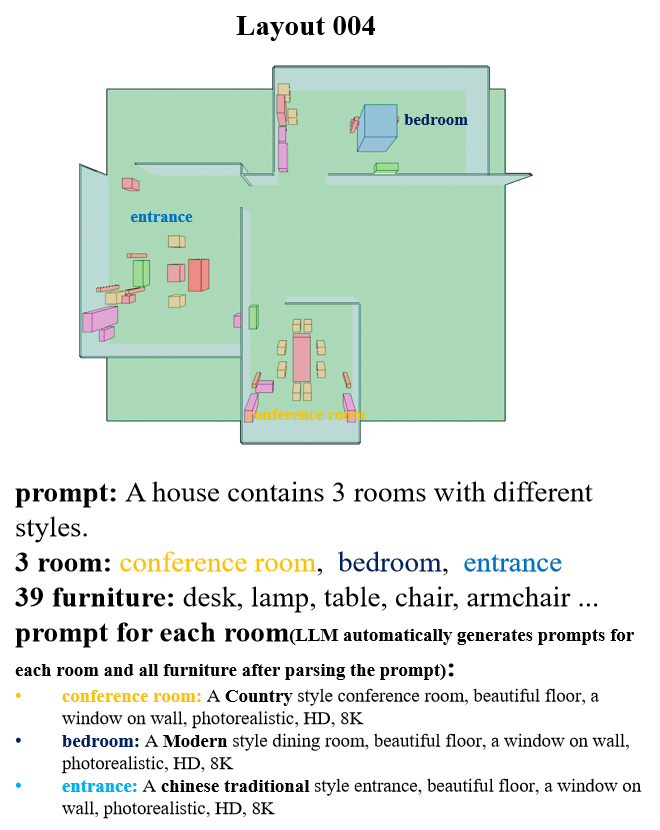 Layout 004
bedroom
entrance
conference room
prompt: A house contains 3 rooms with different
styles.
3 room: conference room, bedroom, entrance
39 furniture: desk, lamp, table, chair, armchair ...
prompt for each room(LLM automatically generates prompts for
each room and all furniture after parsing the prompt):
• conference room: A Country style conference room, beautiful floor, a
window on wall, photorealistic, HD, 8K
• bedroom: A Modern style dining room, beautiful floor, a window on wall,
photorealistic, HD, 8K
• entrance: A chinese traditional style entrance, beautiful floor, a window on
wall, photorealistic, HD, 8K